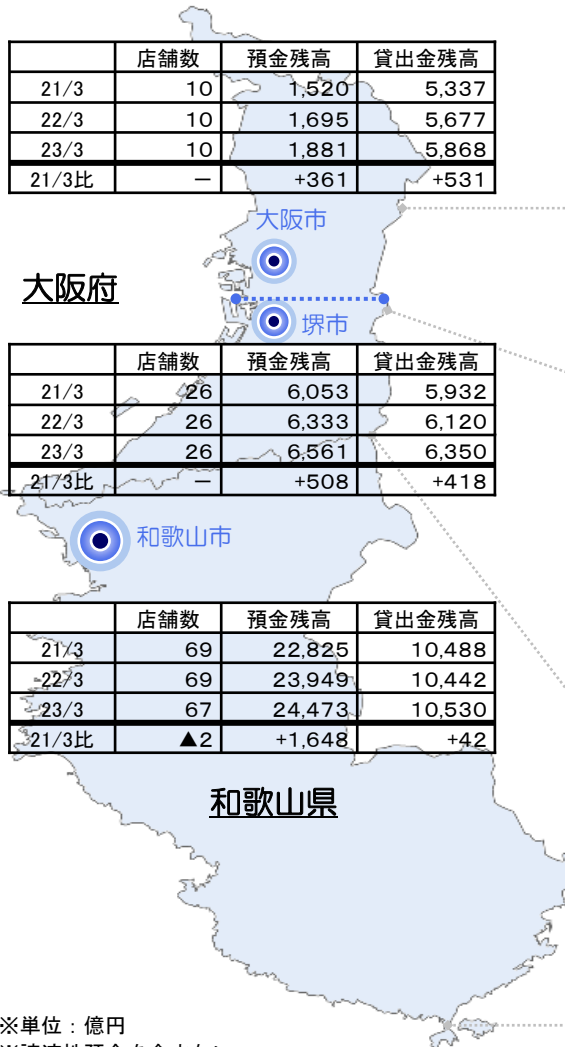 店舗数 預金残高 貸出金残高
21/3 10 1,520 5,337
22/3 10 1,695 5,677
23/3 10 1,881 5,868
21/3比 － +361 +531
大阪市
大阪府
堺市
店舗数 預金残高 貸出金残高
21/3 26 6,053 5,932
22/3 26 6,333 6,120
23/3 26 6,561 6,350
21/3比 － +508 +418
和歌山市
店舗数 預金残高 貸出金残高
21/3 69 22,825 10,488
22/3 69 23,949 10,442
23/3 67 24,473 10,530
21/3比 ▲2 +1,648 +42
和歌山県
※単位：億円